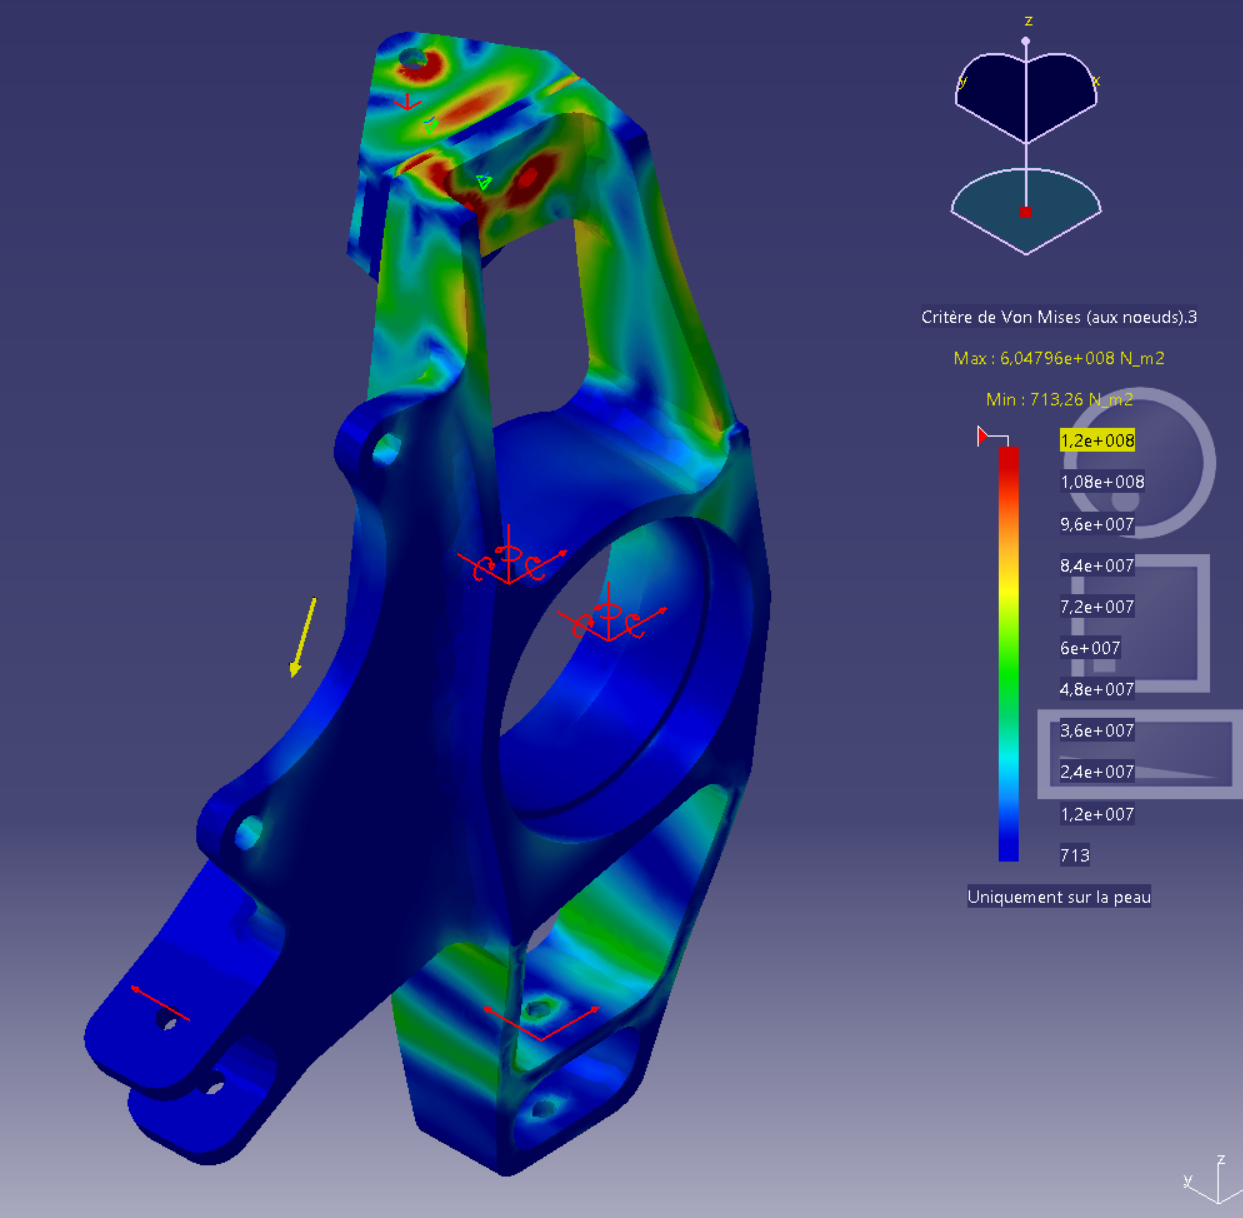 z
y
x
Critère de Von Mises (aux noeuds).3
Max : 6,04796e+008 N_m2
Min : 713,26 N_m2
1,2e+008
1,08e+008
9,6e+007
8,4e+007
7,2e+007
6e+007
4,8e+007
3,6e+007
2,4e+007
1,2e+007
713
Uniquement sur la peau
z
y